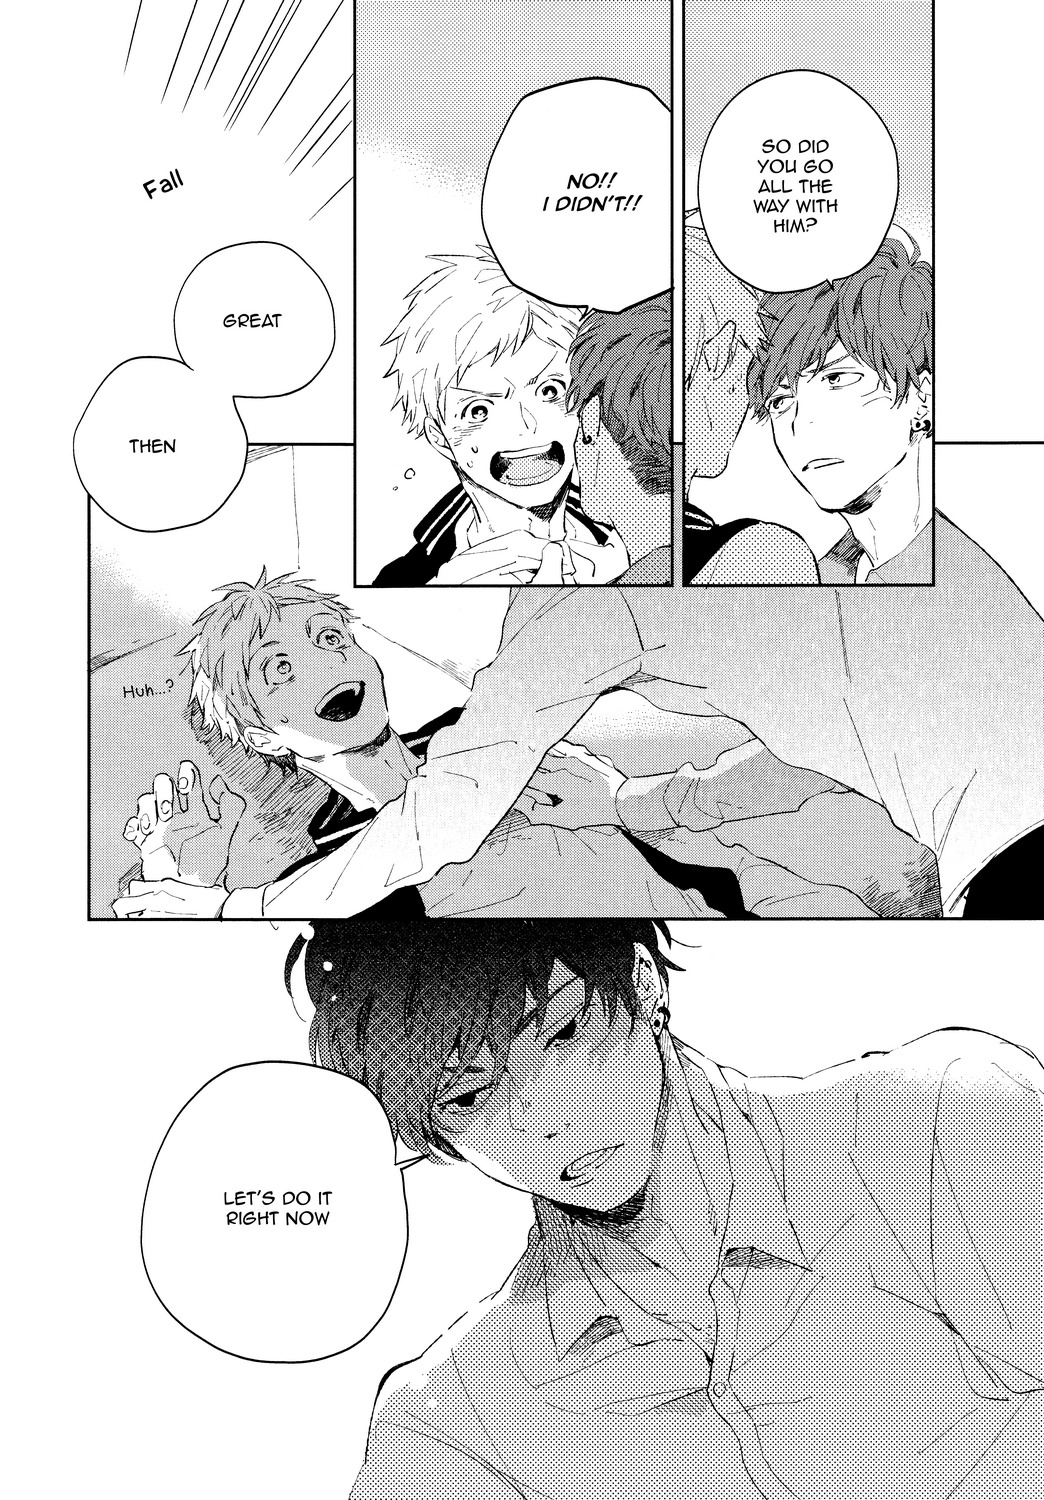 SO DID
YOU GO
ALL THE
WAY WITH
HIM?
NO!!
I DIDN'T!!
Fall
GREAT
THEN
Huh...?
LET'S DO IT
RIGHT NOW